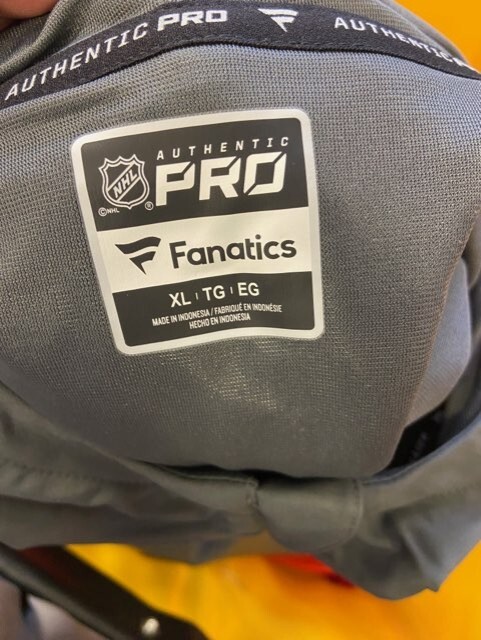 AUTHENTIC PRO AUTHENTIC
AUTHENTIC
PRO
NHL
©NHL ®
Fanatics
XL TG EG
MADE IN INDONESIA / FABRIQUÉ EN INDONÉSIE
HECHO EN INDONESIA